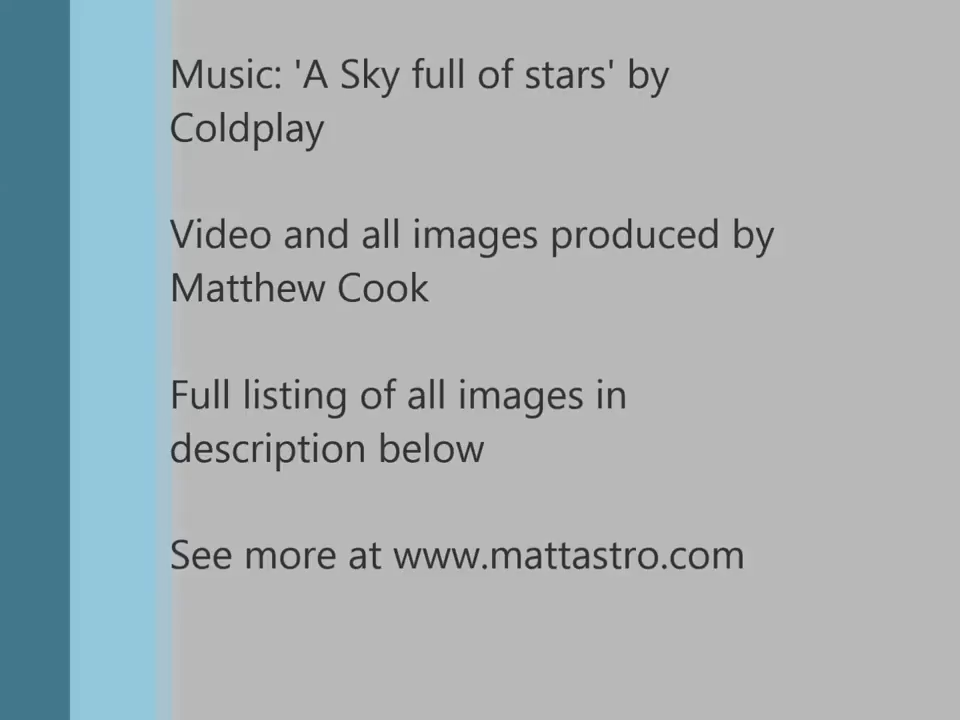 Music: 'A Sky full of stars' by
Coldplay
Video and all images produced by
Matthew Cook
Full listing of all images in
description below
See more at www.mattastro.com